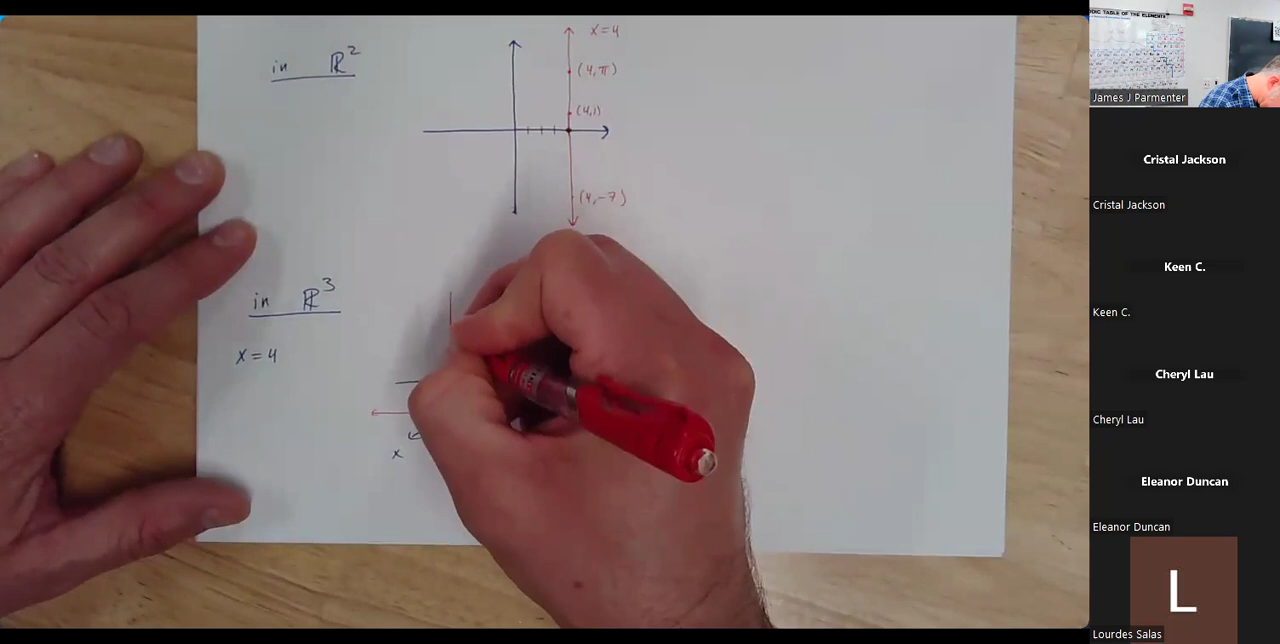 in ℝ²
x=4
(4,π)
(4,1)
(4,-7)
in ℝ³
x=4
x
PERIODIC TABLE OF THE ELEMENTS
James J Parmenter
Cristal Jackson
Cristal Jackson
Keen C.
Keen C.
Cheryl Lau
Cheryl Lau
Eleanor Duncan
Eleanor Duncan
L
Lourdes Salas